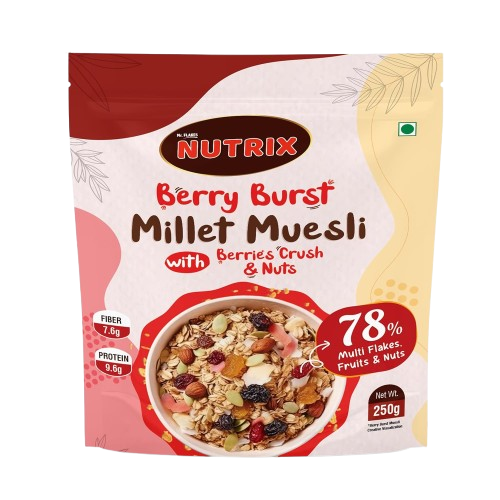 Mr. FLAKES
NUTRIX
Berry Burst
Millet Muesli
with Berries Crush
& Nuts
FIBER
7.6g
PROTEIN
9.6g
78%
Multi Flakes,
Fruits & Nuts
Net Wt.
250g